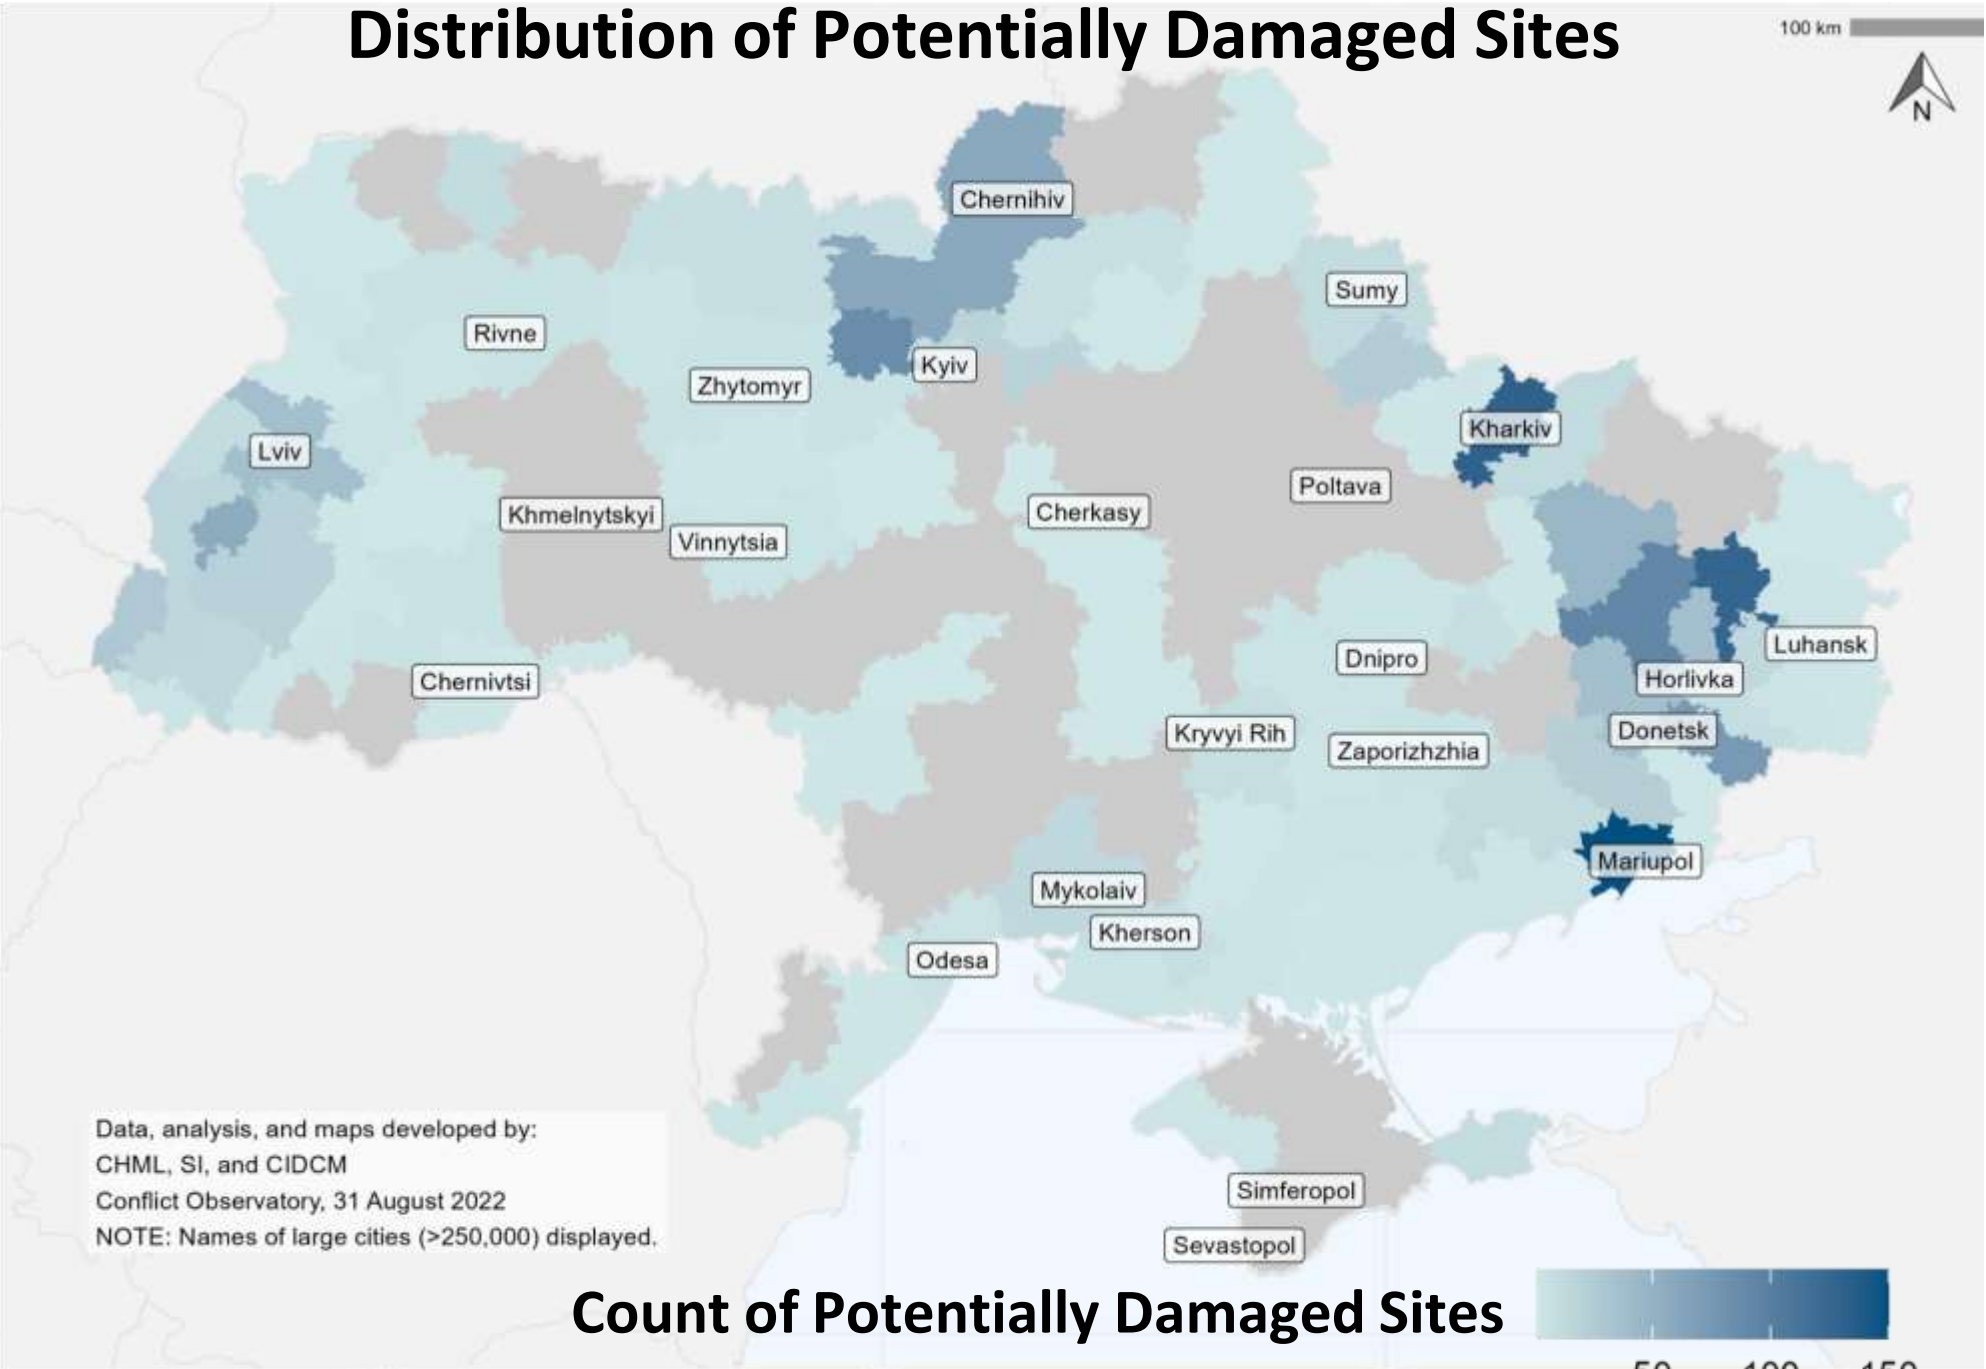 Distribution of Potentially Damaged Sites
100 km
N
Chernihiv
Sumy
Rivne
Kyiv
Zhytomyr
Kharkiv
Lviv
Poltava
Khmelnytskyi
Cherkasy
Vinnytsia
Luhansk
Dnipro
Horlivka
Chernivtsi
Donetsk
Kryvyi Rih
Zaporizhzhia
Mariupol
Mykolaiv
Kherson
Odesa
Data, analysis, and maps developed by:
CHML, SI, and CIDCM
Conflict Observatory, 31 August 2022
NOTE: Names of large cities (>250,000) displayed.
Simferopol
Sevastopol
Count of Potentially Damaged Sites
50 100 150